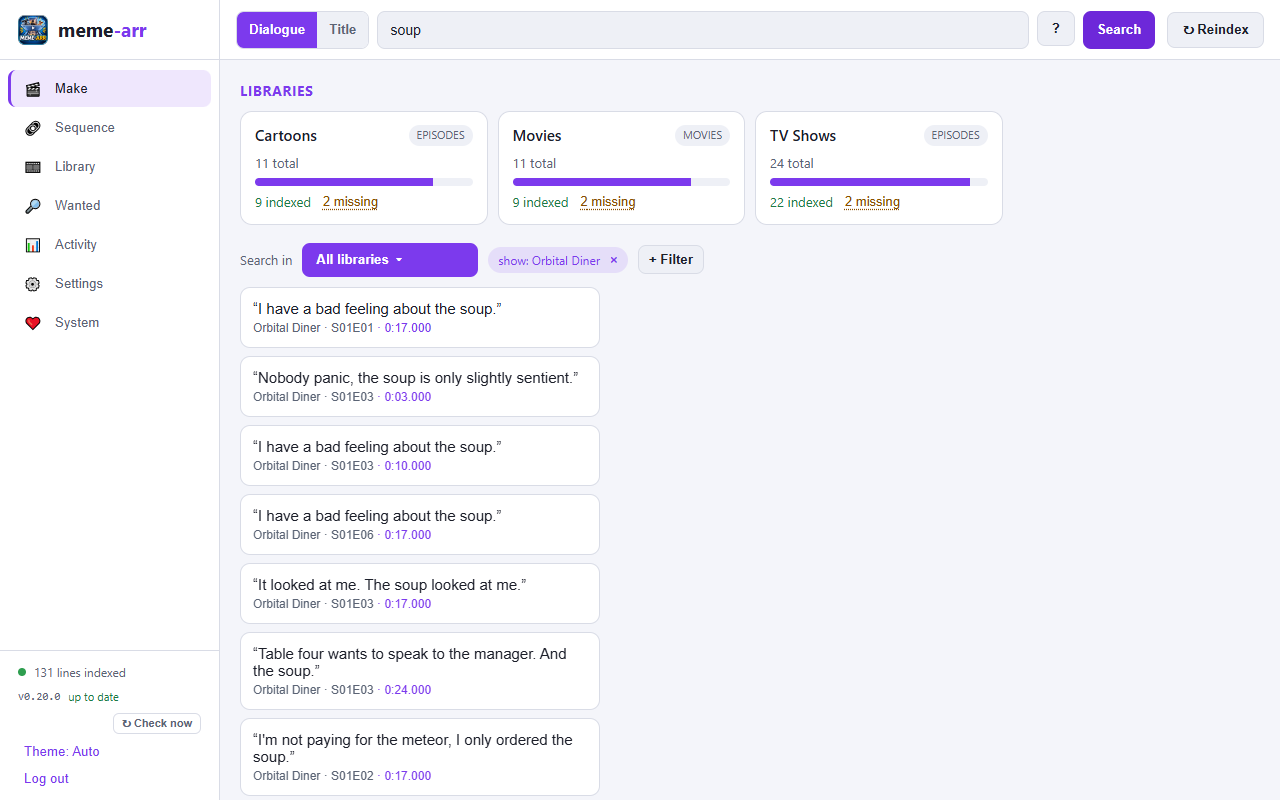 meme-arr
Dialogue Title soup ? Search ↻ Reindex
Make
Sequence
Library
Wanted
Activity
Settings
System
LIBRARIES
Cartoons EPISODES
11 total
9 indexed 2 missing
Movies MOVIES
11 total
9 indexed 2 missing
TV Shows EPISODES
24 total
22 indexed 2 missing
Search in All libraries show: Orbital Diner × + Filter
“I have a bad feeling about the soup.”
Orbital Diner · S01E01 · 0:17.000
“Nobody panic, the soup is only slightly sentient.”
Orbital Diner · S01E03 · 0:03.000
“I have a bad feeling about the soup.”
Orbital Diner · S01E03 · 0:10.000
“I have a bad feeling about the soup.”
Orbital Diner · S01E06 · 0:17.000
“It looked at me. The soup looked at me.”
Orbital Diner · S01E03 · 0:17.000
“Table four wants to speak to the manager. And
the soup.”
Orbital Diner · S01E03 · 0:24.000
“I'm not paying for the meteor, I only ordered the
soup.”
Orbital Diner · S01E02 · 0:17.000
131 lines indexed
v0.20.0 up to date
↻ Check now
Theme: Auto
Log out